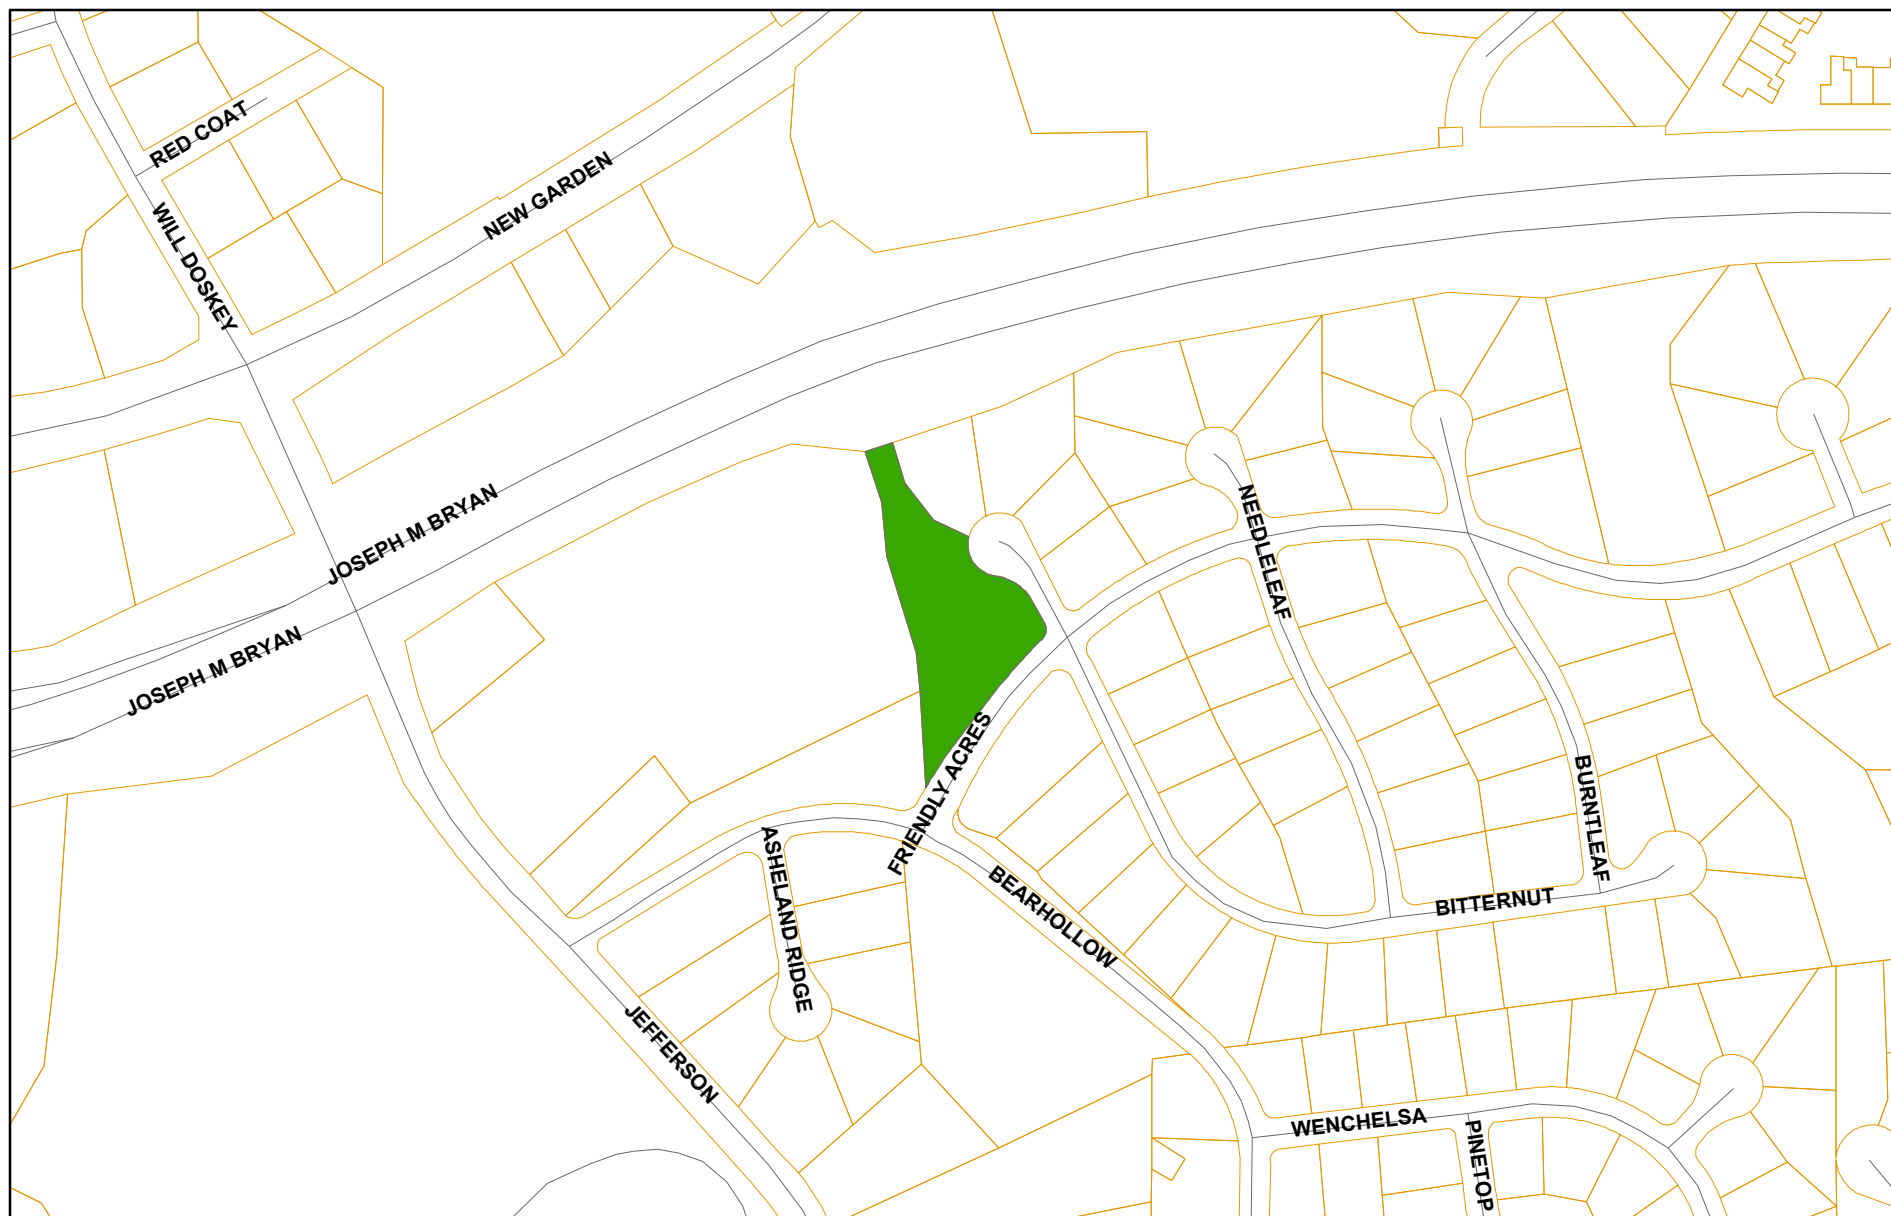 RED COAT
NEW GARDEN
WILL DOSKEY
JOSEPH M BRYAN
NEEDLELEAF
JOSEPH M BRYAN
FRIENDLY ACRES
BURNTLEAF
ASHELAND RIDGE
BEARHOLLOW
BITTERNUT
JEFFERSON
WENCHELSA
PINETOP